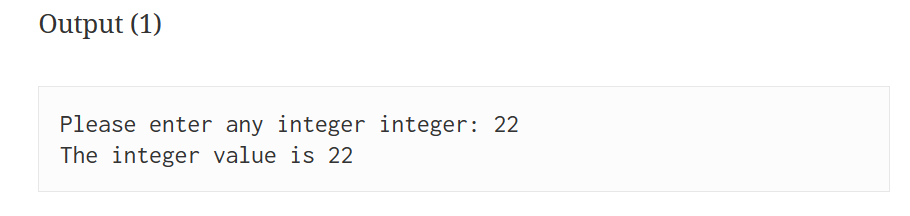 Output (1)
Please enter any integer integer: 22
The integer value is 22